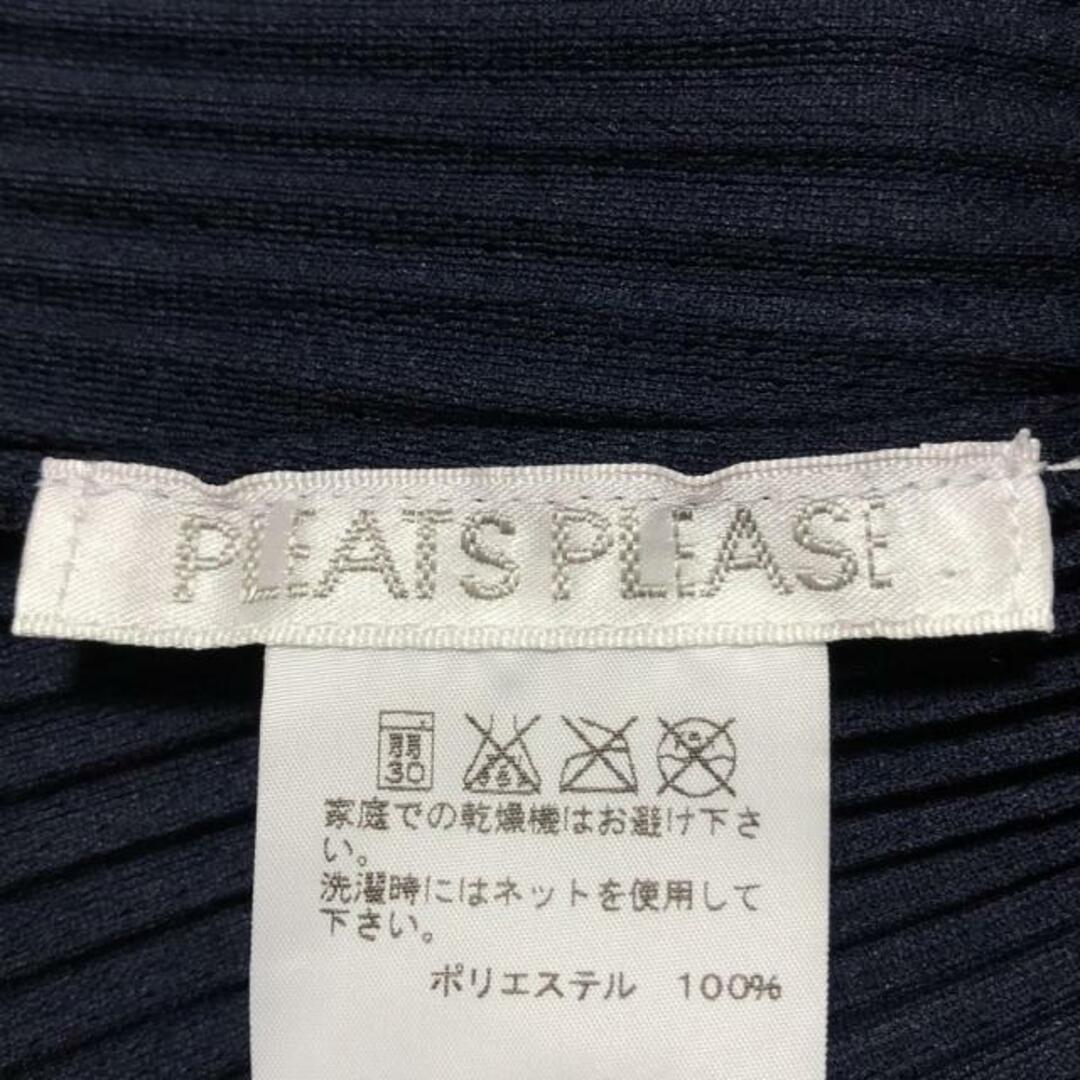 PLEATS PLEASE
弱
30
家庭での乾燥機はお避け下さ
い。
洗濯時にはネットを使用して
下さい。
ポリエステル 100%